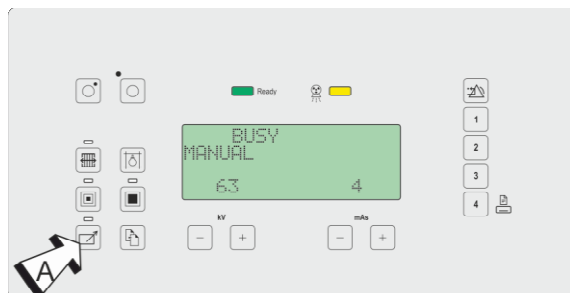 Ready
1
BUSY
MANUAL
2
63 4
3
4
kV mAs
- + - +
A